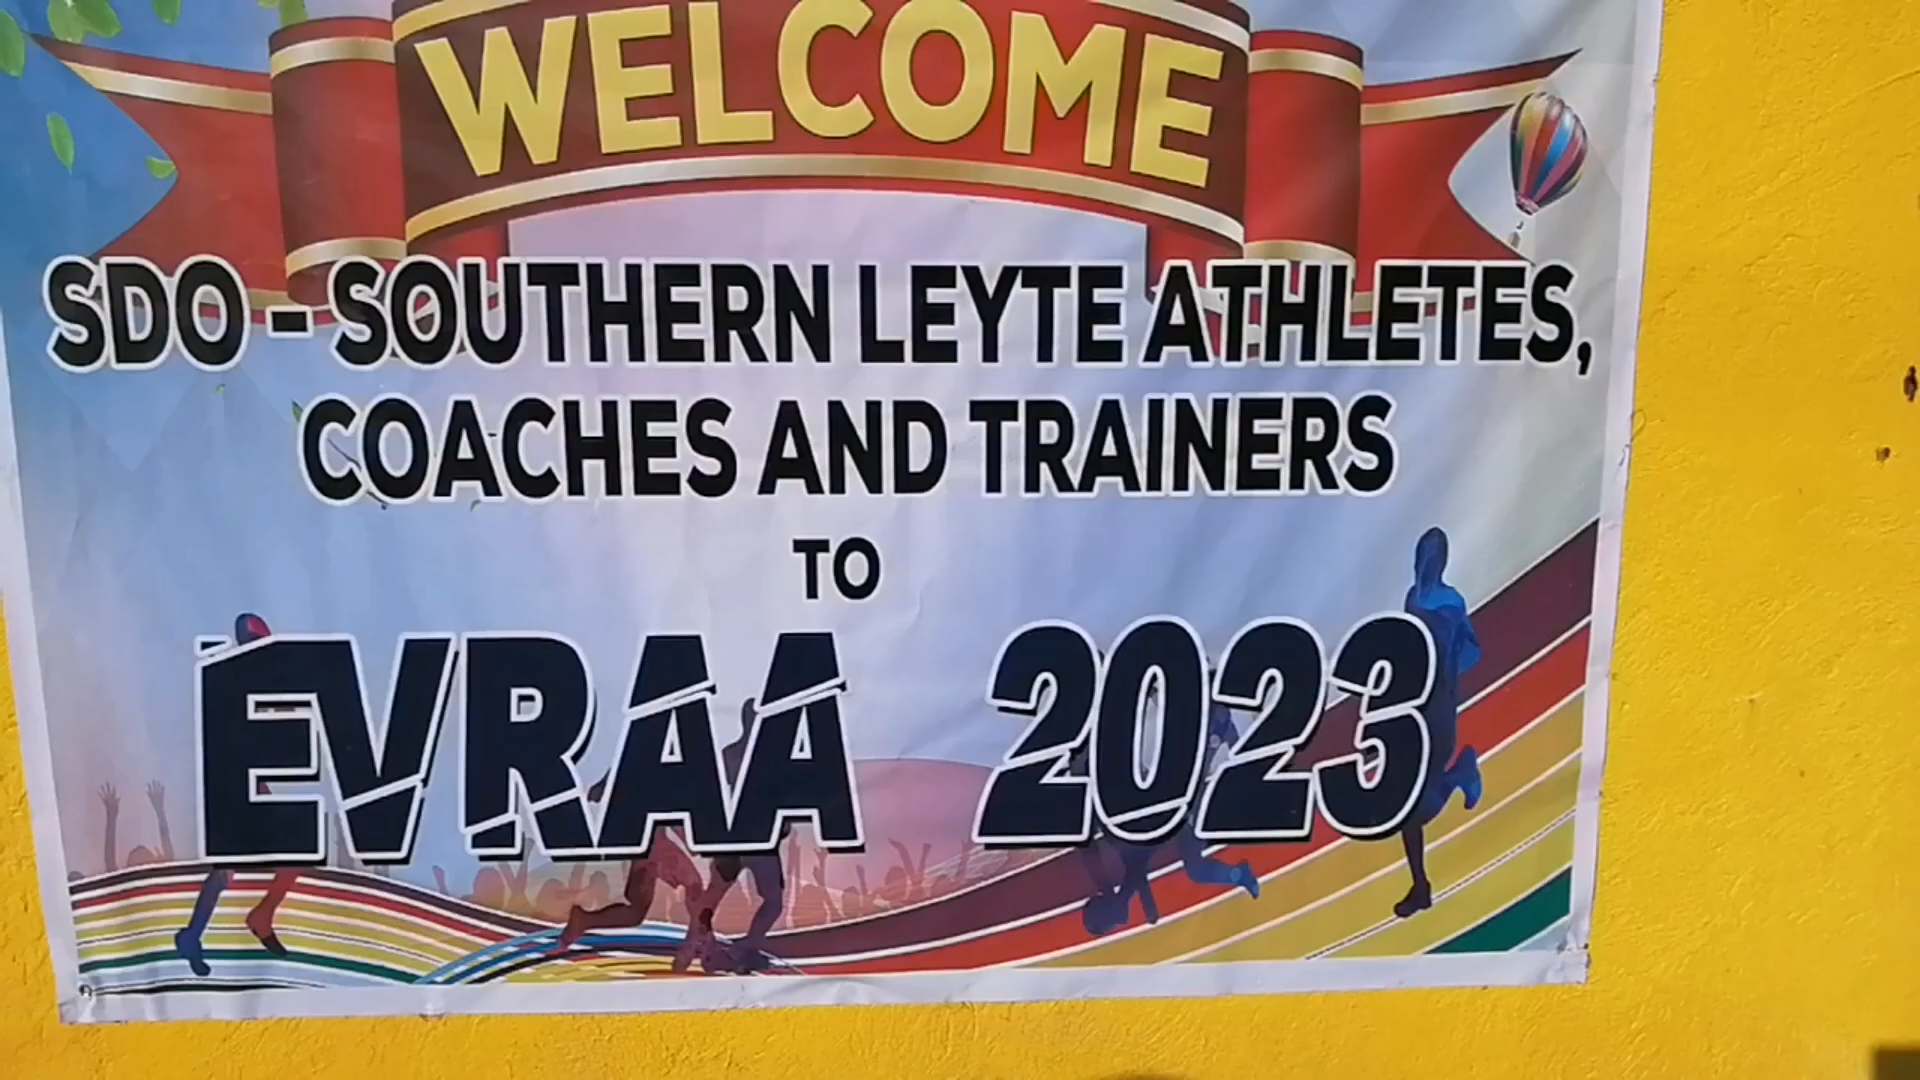 WELCOME
SDO - SOUTHERN LEYTE ATHLETES,
COACHES AND TRAINERS
TO
EVRAA 2023